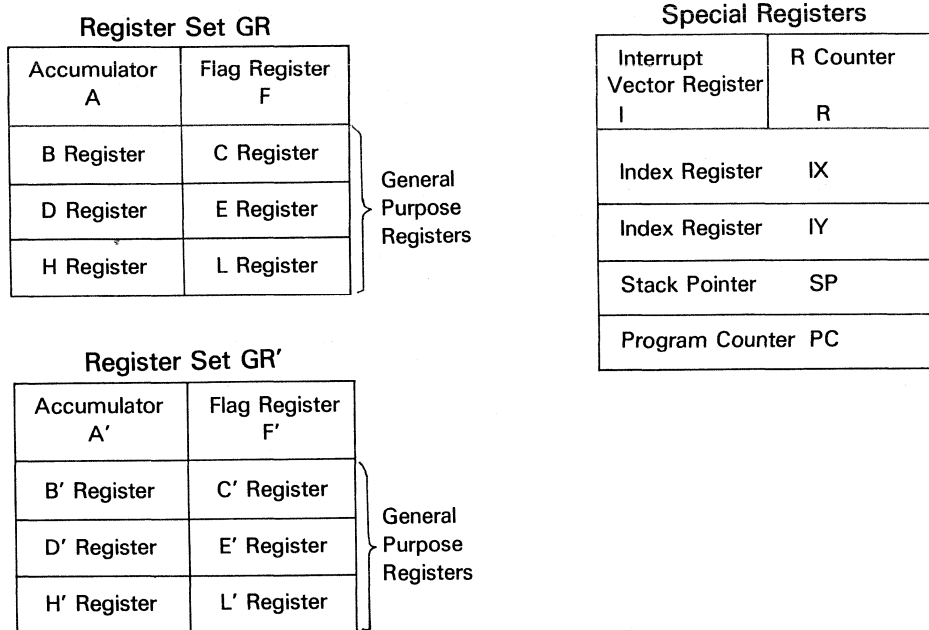 Register Set GR
Accumulator
A
Flag Register
F
B Register
C Register
D Register
E Register
H Register
L Register
General
Purpose
Registers
Special Registers
Interrupt
Vector Register
I
R Counter
R
Index Register IX
Index Register IY
Stack Pointer SP
Program Counter PC
Register Set GR′
Accumulator
A′
Flag Register
F′
B′ Register
C′ Register
D′ Register
E′ Register
H′ Register
L′ Register
General
Purpose
Registers